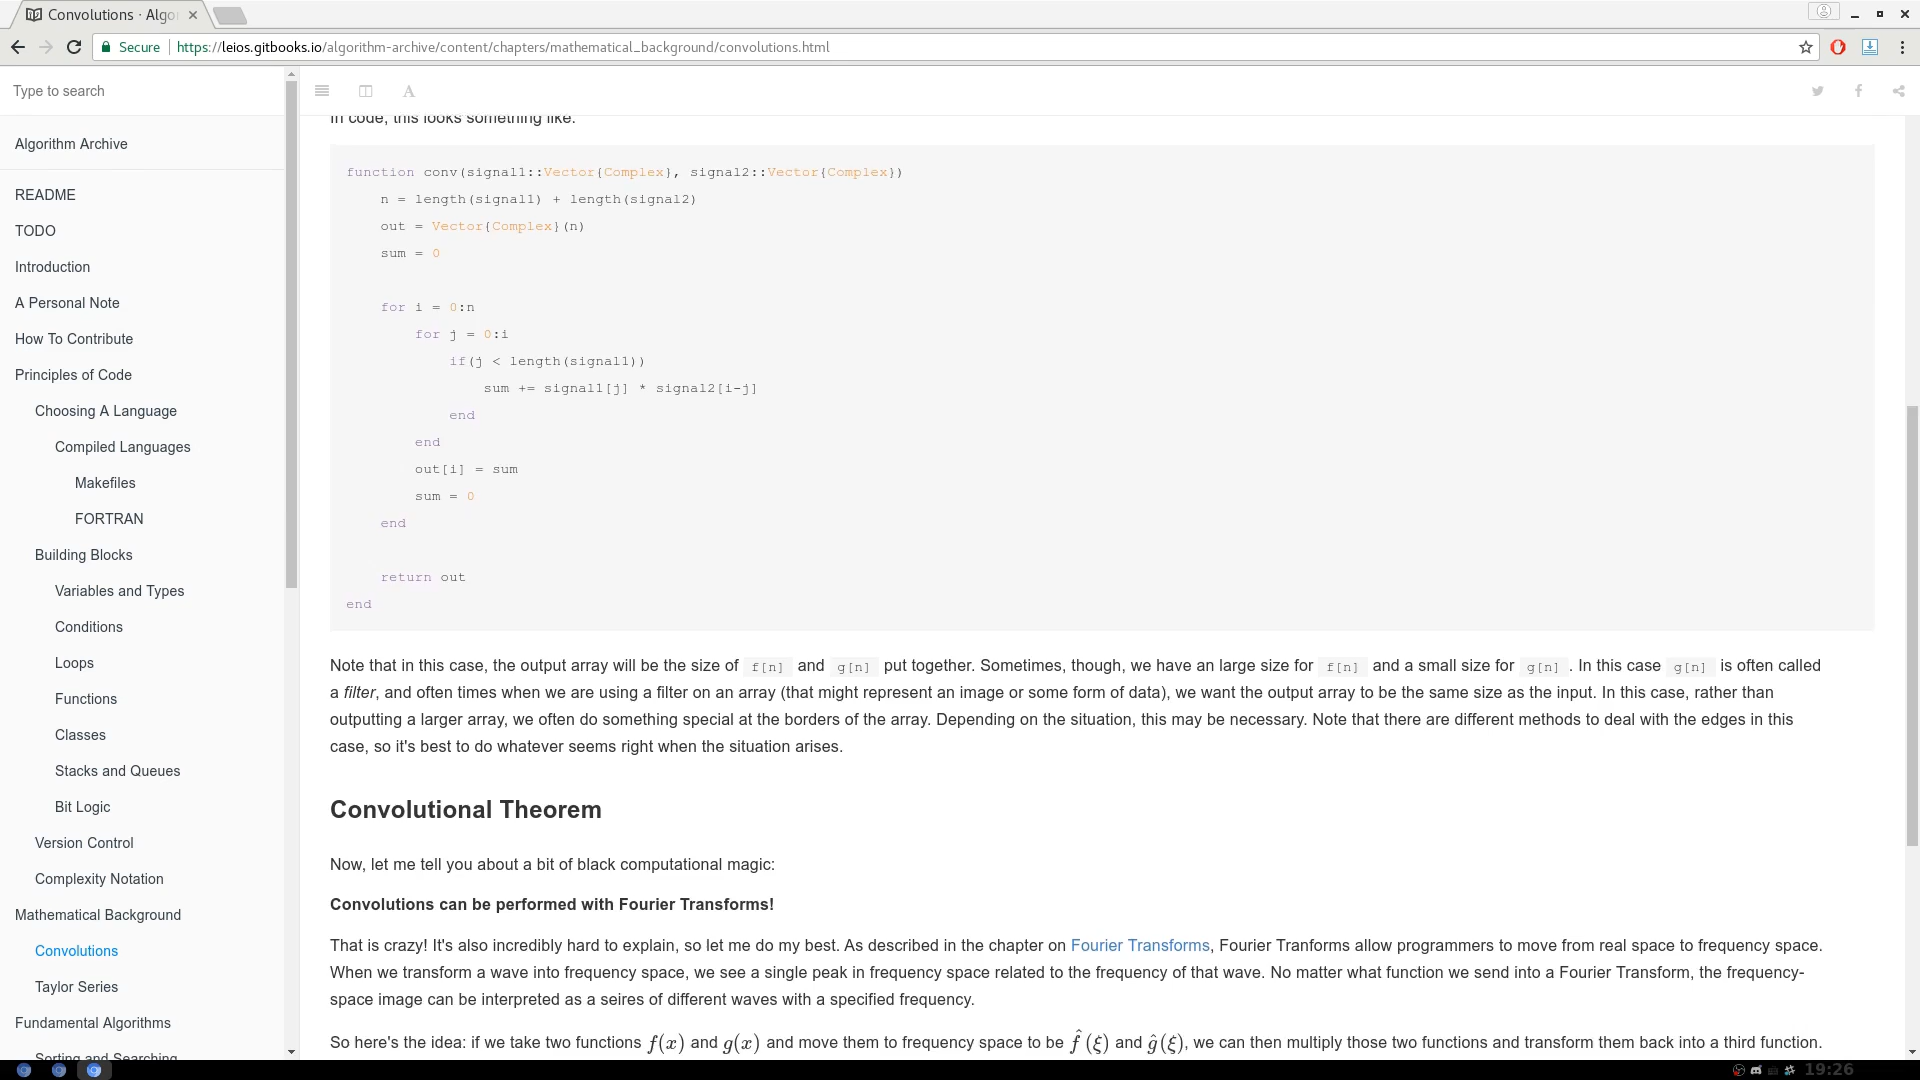 Convolutions · Algo
Secure https://leios.gitbooks.io/algorithm-archive/content/chapters/mathematical_background/convolutions.html
Type to search
Algorithm Archive
README
TODO
Introduction
A Personal Note
How To Contribute
Principles of Code
Choosing A Language
Compiled Languages
Makefiles
FORTRAN
Building Blocks
Variables and Types
Conditions
Loops
Functions
Classes
Stacks and Queues
Bit Logic
Version Control
Complexity Notation
Mathematical Background
Convolutions
Taylor Series
Fundamental Algorithms
Sorting and Searching
A
In code, this looks something like:
function conv(signal1::Vector{Complex}, signal2::Vector{Complex})
n = length(signal1) + length(signal2)
out = Vector{Complex}(n)
sum = 0
for i = 0:n
for j = 0:i
if(j < length(signal1))
sum += signal1[j] * signal2[i-j]
end
end
out[i] = sum
sum = 0
end
return out
end
Note that in this case, the output array will be the size of f[n] and g[n] put together. Sometimes, though, we have an large size for f[n] and a small size for g[n] . In this case g[n] is often called
a filter, and often times when we are using a filter on an array (that might represent an image or some form of data), we want the output array to be the same size as the input. In this case, rather than
outputting a larger array, we often do something special at the borders of the array. Depending on the situation, this may be necessary. Note that there are different methods to deal with the edges in this
case, so it's best to do whatever seems right when the situation arises.
Convolutional Theorem
Now, let me tell you about a bit of black computational magic:
Convolutions can be performed with Fourier Transforms!
That is crazy! It's also incredibly hard to explain, so let me do my best. As described in the chapter on Fourier Transforms, Fourier Tranforms allow programmers to move from real space to frequency space.
When we transform a wave into frequency space, we see a single peak in frequency space related to the frequency of that wave. No matter what function we send into a Fourier Transform, the frequency-
space image can be interpreted as a seires of different waves with a specified frequency.
So here's the idea: if we take two functions f(x) and g(x) and move them to frequency space to be f̂(ξ) and ĝ(ξ), we can then multiply those two functions and transform them back into a third function.
19:26